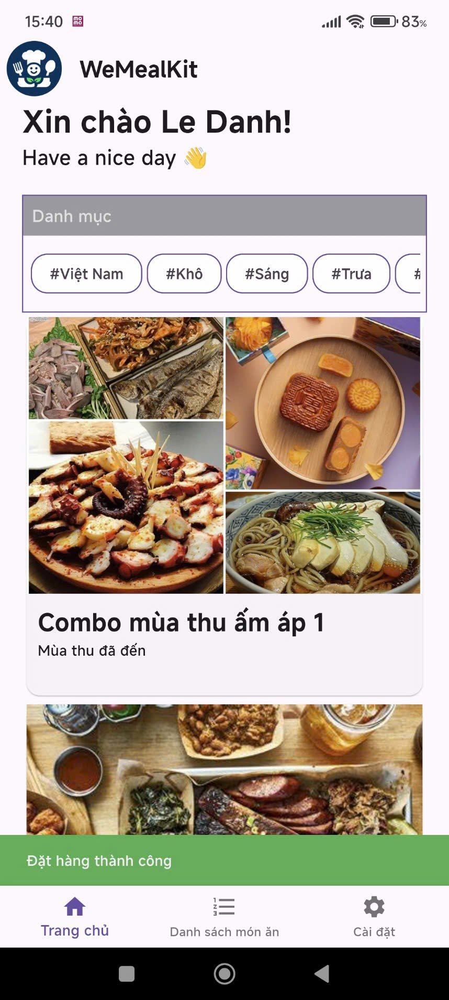 15:40
83%
WeMealKit
Xin chào Le Danh!
Have a nice day 👋
Danh mục
#Việt Nam #Khô #Sáng #Trưa #
Combo mùa thu ấm áp 1
Mùa thu đã đến
Đặt hàng thành công
Trang chủ
Danh sách món ăn
Cài đặt